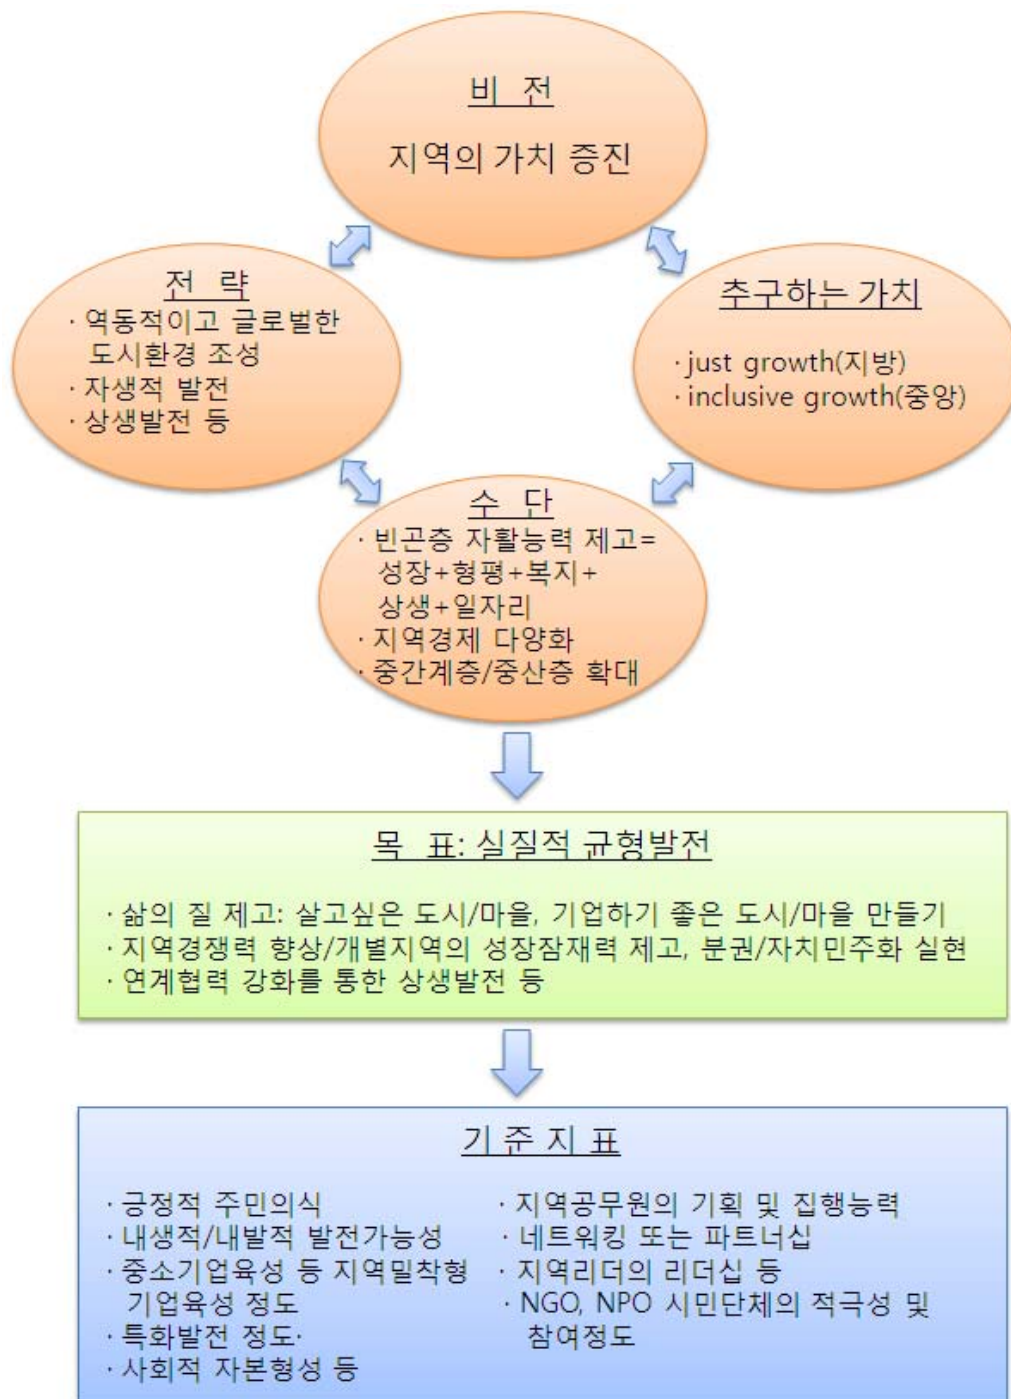 비 전
지역의 가치 증진
전 략
· 역동적이고 글로벌한
도시환경 조성
· 자생적 발전
· 상생발전 등
추구하는 가치
· just growth(지방)
· inclusive growth(중앙)
수 단
· 빈곤층 자활능력 제고=
성장+형평+복지+
상생+일자리
· 지역경제 다양화
· 중간계층/중산층 확대
목 표: 실질적 균형발전
· 삶의 질 제고: 살고싶은 도시/마을, 기업하기 좋은 도시/마을 만들기
· 지역경쟁력 향상/개별지역의 성장잠재력 제고, 분권/자치민주화 실현
· 연계협력 강화를 통한 상생발전 등
기 준 지 표
· 긍정적 주민의식
· 내생적/내발적 발전가능성
· 중소기업육성 등 지역밀착형
기업육성 정도
· 특화발전 정도·
· 사회적 자본형성 등
· 지역공무원의 기획 및 집행능력
· 네트워킹 또는 파트너십
· 지역리더의 리더십 등
· NGO, NPO 시민단체의 적극성 및
참여정도